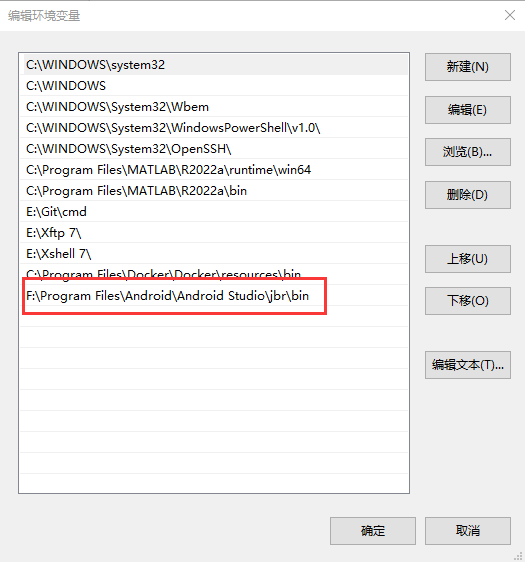 编辑环境变量
C:\WINDOWS\system32
C:\WINDOWS
C:\WINDOWS\System32\Wbem
C:\WINDOWS\System32\WindowsPowerShell\v1.0\
C:\WINDOWS\System32\OpenSSH\
C:\Program Files\MATLAB\R2022a\runtime\win64
C:\Program Files\MATLAB\R2022a\bin
E:\Git\cmd
E:\Xftp 7\
E:\Xshell 7\
C:\Program Files\Docker\Docker\resources\bin
F:\Program Files\Android\Android Studio\jbr\bin
新建(N)
编辑(E)
浏览(B)...
删除(D)
上移(U)
下移(O)
编辑文本(T)...
确定
取消